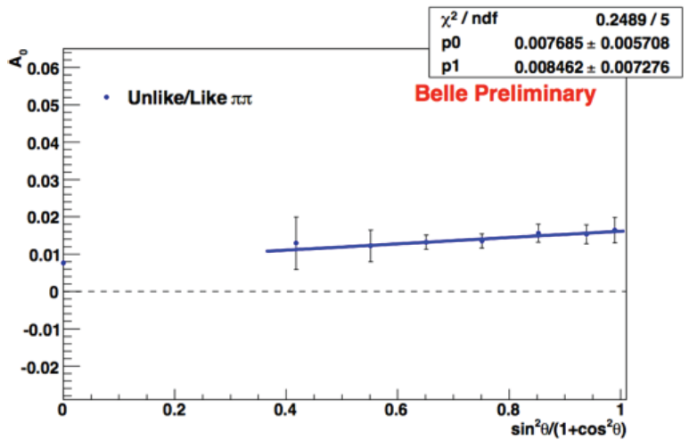 χ² / ndf 0.2489 / 5
p0 0.007685 ± 0.005708
p1 0.008462 ± 0.007276
A₀
Unlike/Like ππ
Belle Preliminary
0.06
0.05
0.04
0.03
0.02
0.01
0
-0.01
-0.02
0 0.2 0.4 0.6 0.8 1
sin²θ/(1+cos²θ)